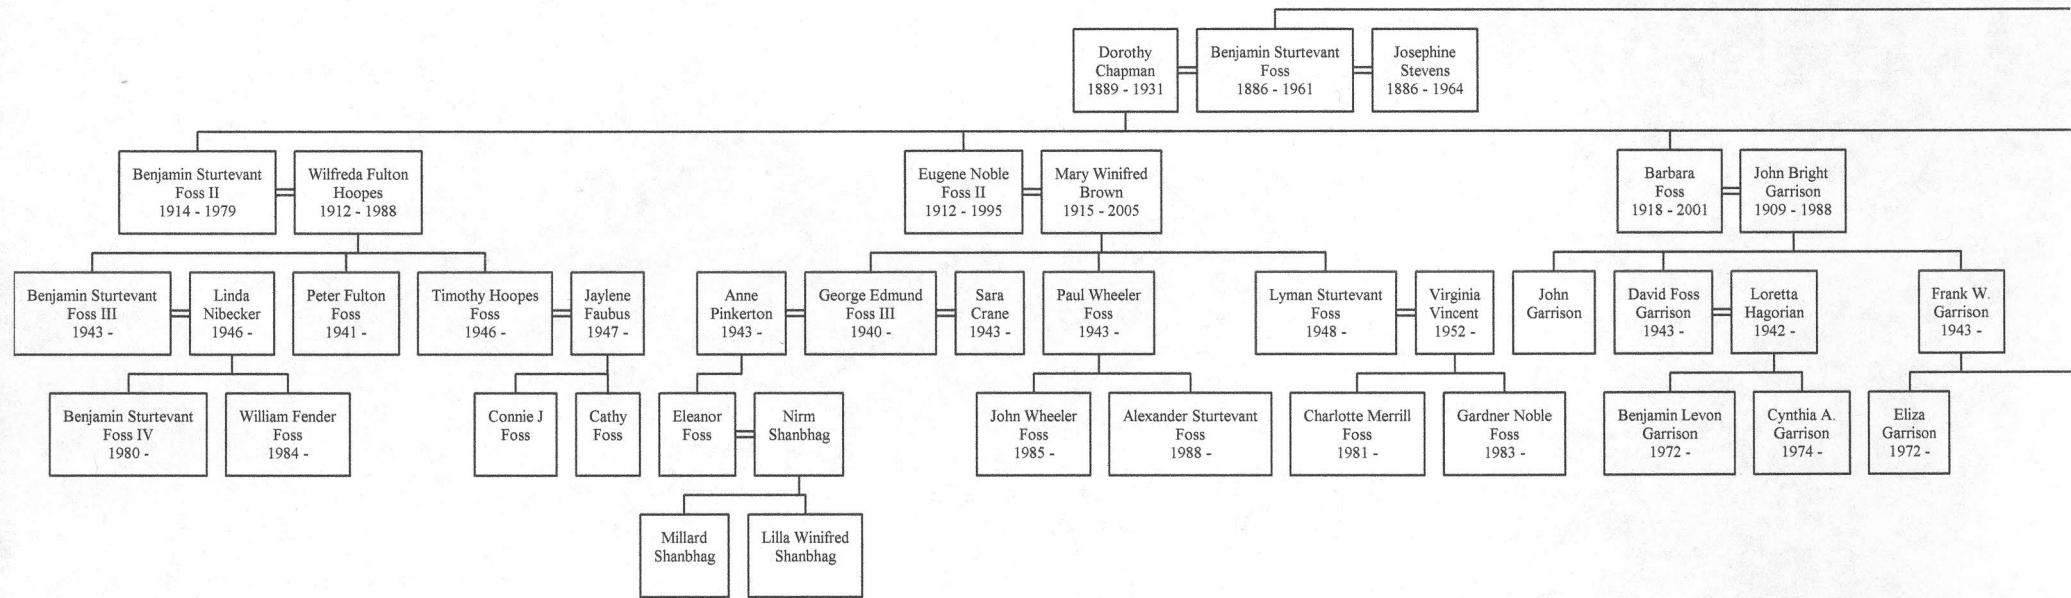 Dorothy
Chapman
1889 - 1931
Benjamin Sturtevant
Foss
1886 - 1961
Josephine
Stevens
1886 - 1964
Benjamin Sturtevant
Foss II
1914 - 1979
Wilfreda Fulton
Hoopes
1912 - 1988
Eugene Noble
Foss II
1912 - 1995
Mary Winifred
Brown
1915 - 2005
Barbara
Foss
1918 - 2001
John Bright
Garrison
1909 - 1988
Benjamin Sturtevant
Foss III
1943 -
Linda
Nibecker
1946 -
Peter Fulton
Foss
1941 -
Timothy Hoopes
Foss
1946 -
Jaylene
Faubus
1947 -
Anne
Pinkerton
1943 -
George Edmund
Foss III
1940 -
Sara
Crane
1943 -
Paul Wheeler
Foss
1943 -
Lyman Sturtevant
Foss
1948 -
Virginia
Vincent
1952 -
John
Garrison
David Foss
Garrison
1943 -
Loretta
Hagorian
1942 -
Frank W.
Garrison
1943 -
Benjamin Sturtevant
Foss IV
1980 -
William Fender
Foss
1984 -
Connie J
Foss
Cathy
Foss
Eleanor
Foss
Nirm
Shanbhag
John Wheeler
Foss
1985 -
Alexander Sturtevant
Foss
1988 -
Charlotte Merrill
Foss
1981 -
Gardner Noble
Foss
1983 -
Benjamin Levon
Garrison
1972 -
Cynthia A.
Garrison
1974 -
Eliza
Garrison
1972 -
Millard
Shanbhag
Lilla Winifred
Shanbhag